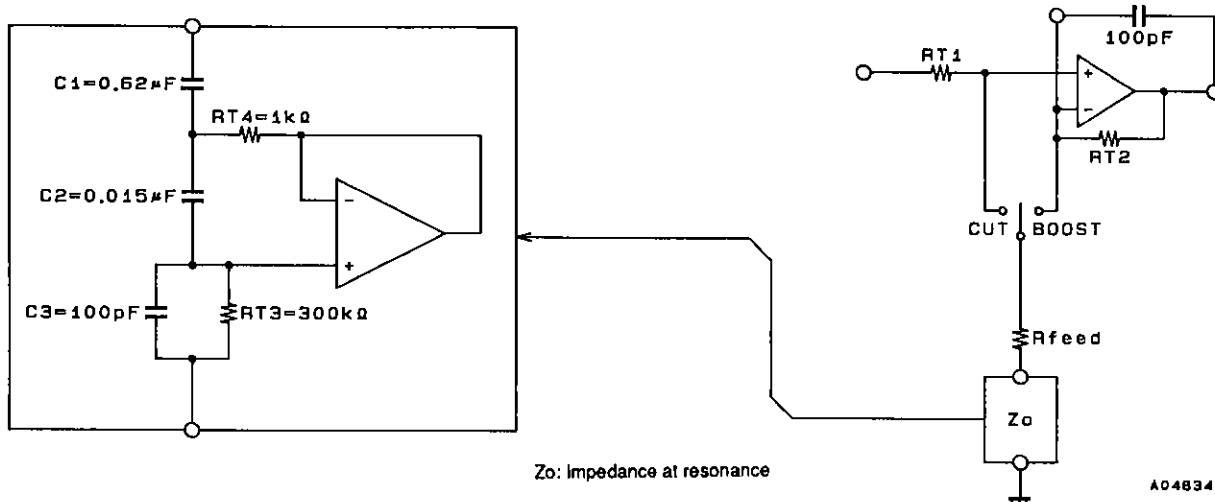 C1=0.62μF
RT4=1kΩ
C2=0.015μF
C3=100pF
RT3=300kΩ
-
+
100pF
RT1
+
-
RT2
CUT BOOST
Rfeed
Zo
Zo: Impedance at resonance
A04834